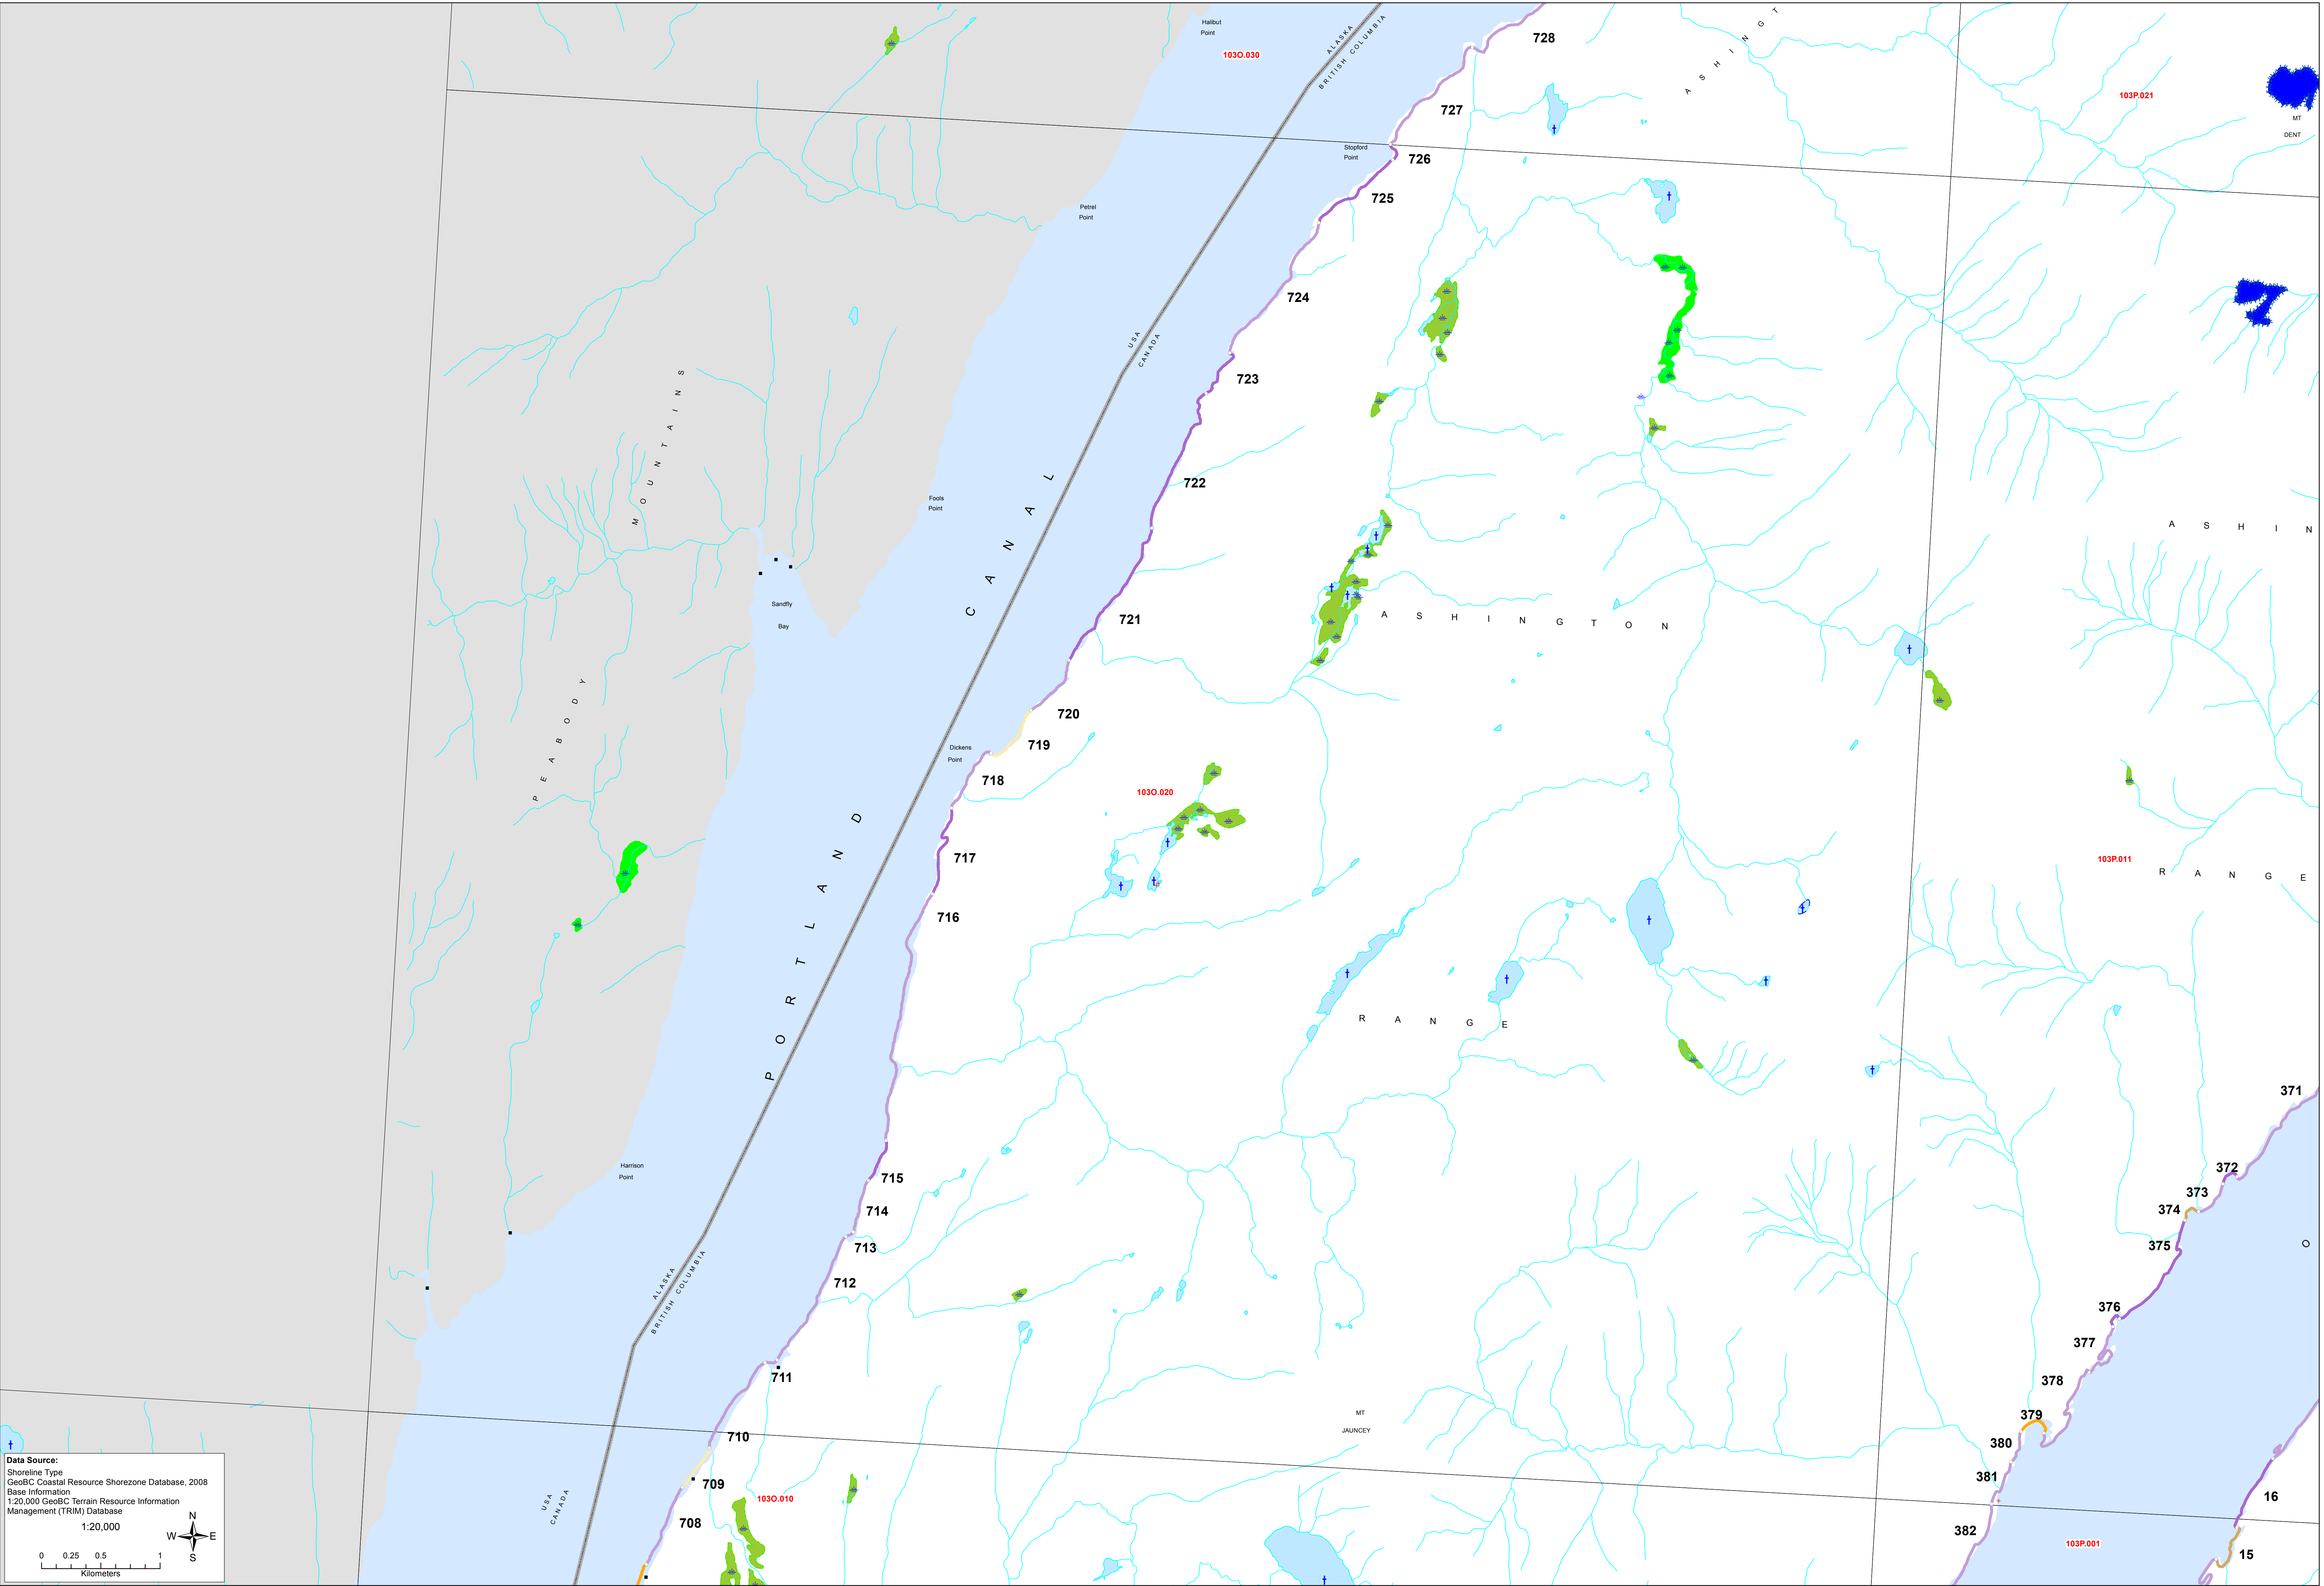 Halibut
Point
103O.030
ALASKA
BRITISH COLUMBIA
728
ASHINGT
103P.021
MT
DENT
727
Stopford
Point
726
725
Petrel
Point
724
USA
CANADA
723
MOUNTAINS
722
Fools
Point
ASHIN
Sandfly
Bay
721
ASHINGTON
PEABODY
720
719
Dickens
Point
718
103O.020
PORTLAND CANAL
717
103P.011
RANGE
716
RANGE
371
Harrison
Point
715
372
373
714
374
713
375
O
712
ALASKA
BRITISH COLUMBIA
376
377
711
378
MT
JAUNCEY
379
710
380
709
381
103O.010
16
USA
CANADA
708
382
103P.001
15
Data Source:
Shoreline Type
GeoBC Coastal Resource Shorezone Database, 2008
Base Information
1:20,000 GeoBC Terrain Resource Information
Management (TRIM) Database
1:20,000
N
W E
S
0 0.25 0.5 1
Kilometers